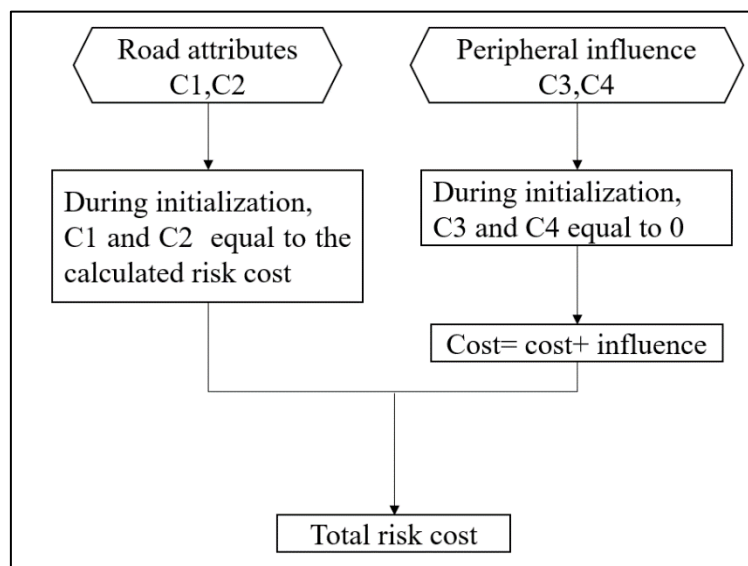 Road attributes
C1,C2
Peripheral influence
C3,C4
During initialization,
C1 and C2 equal to the
calculated risk cost
During initialization,
C3 and C4 equal to 0
Cost= cost+ influence
Total risk cost